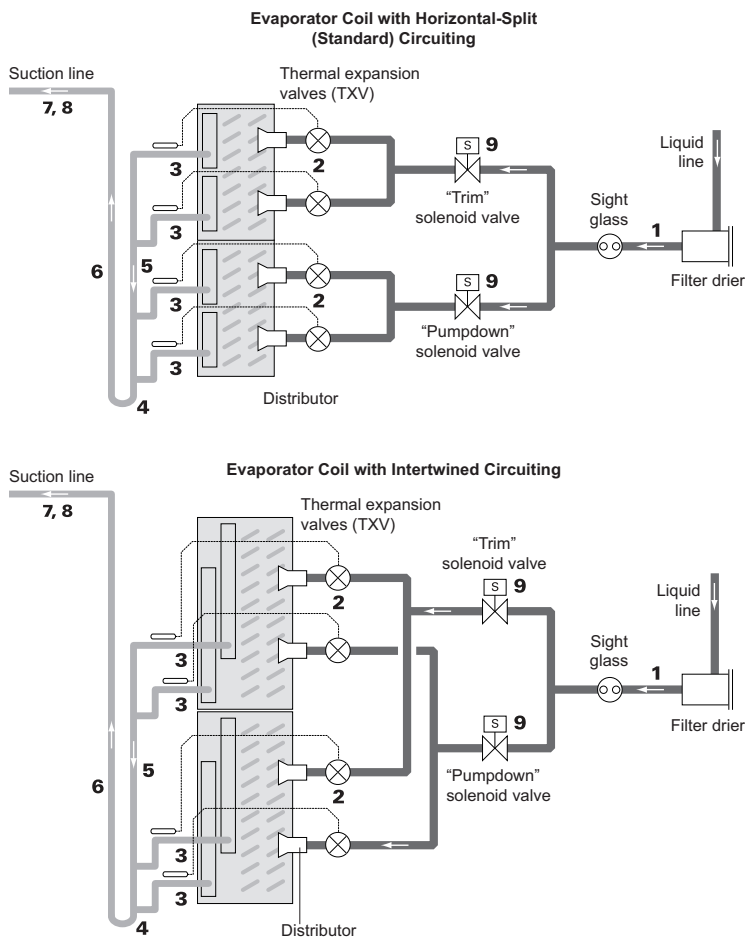 Evaporator Coil with Horizontal-Split
(Standard) Circuiting
Suction line
7, 8
Thermal expansion
valves (TXV)
2
S
9
"Trim"
solenoid valve
Liquid
line
Sight
glass
1
Filter drier
3
3
6
5
3
3
4
2
S
9
"Pumpdown"
solenoid valve
Distributor
Evaporator Coil with Intertwined Circuiting
Suction line
7, 8
Thermal expansion
valves (TXV)
2
"Trim"
solenoid valve
S
9
Liquid
line
Sight
glass
1
Filter drier
3
3
6
5
2
S
9
"Pumpdown"
solenoid valve
3
3
4
Distributor